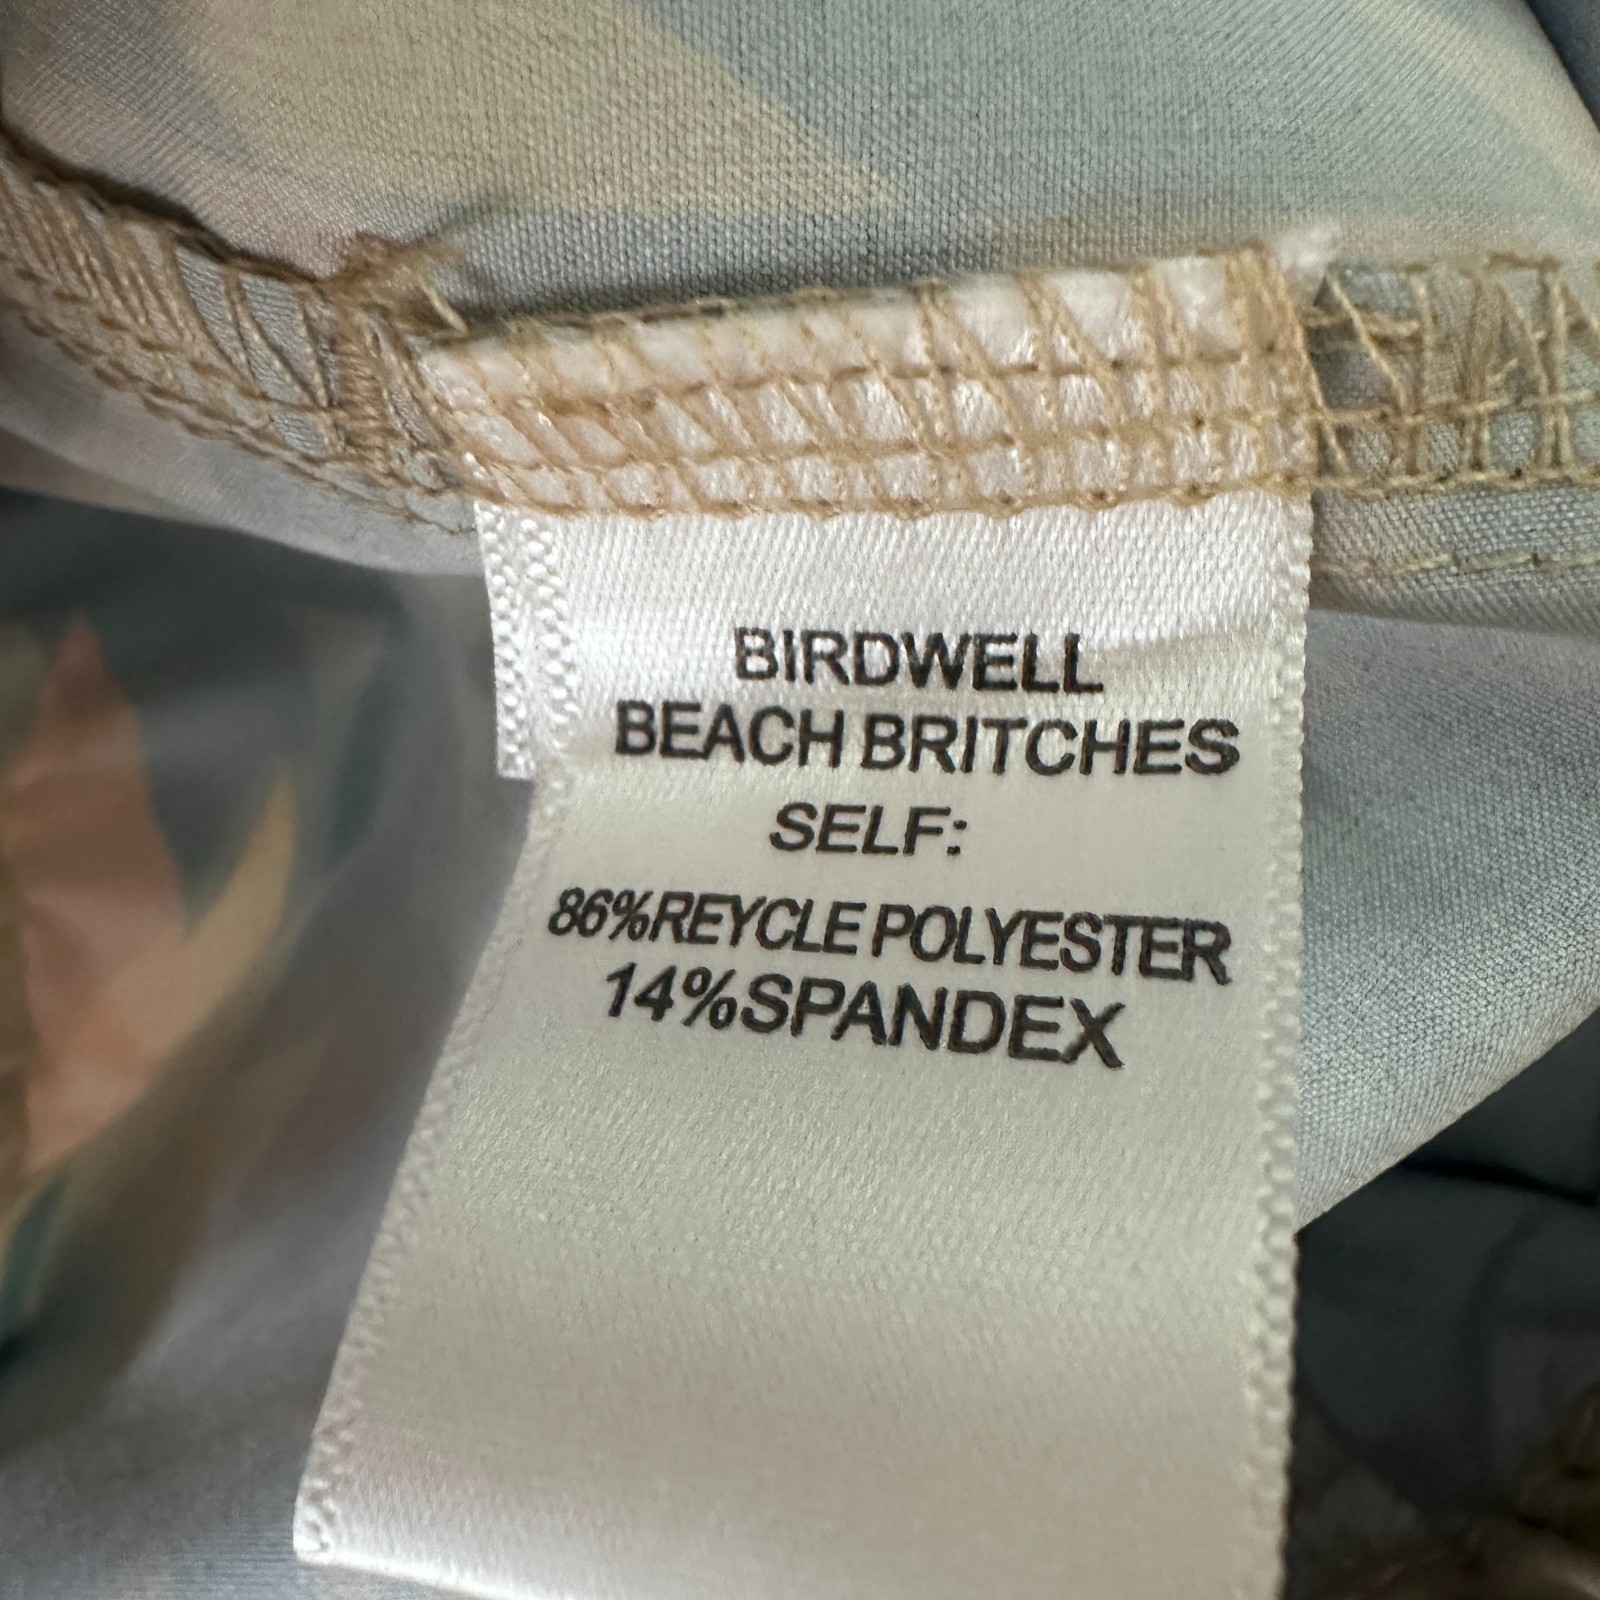 BIRDWELL
BEACH BRITCHES
SELF:
86%REYCLE POLYESTER
14%SPANDEX